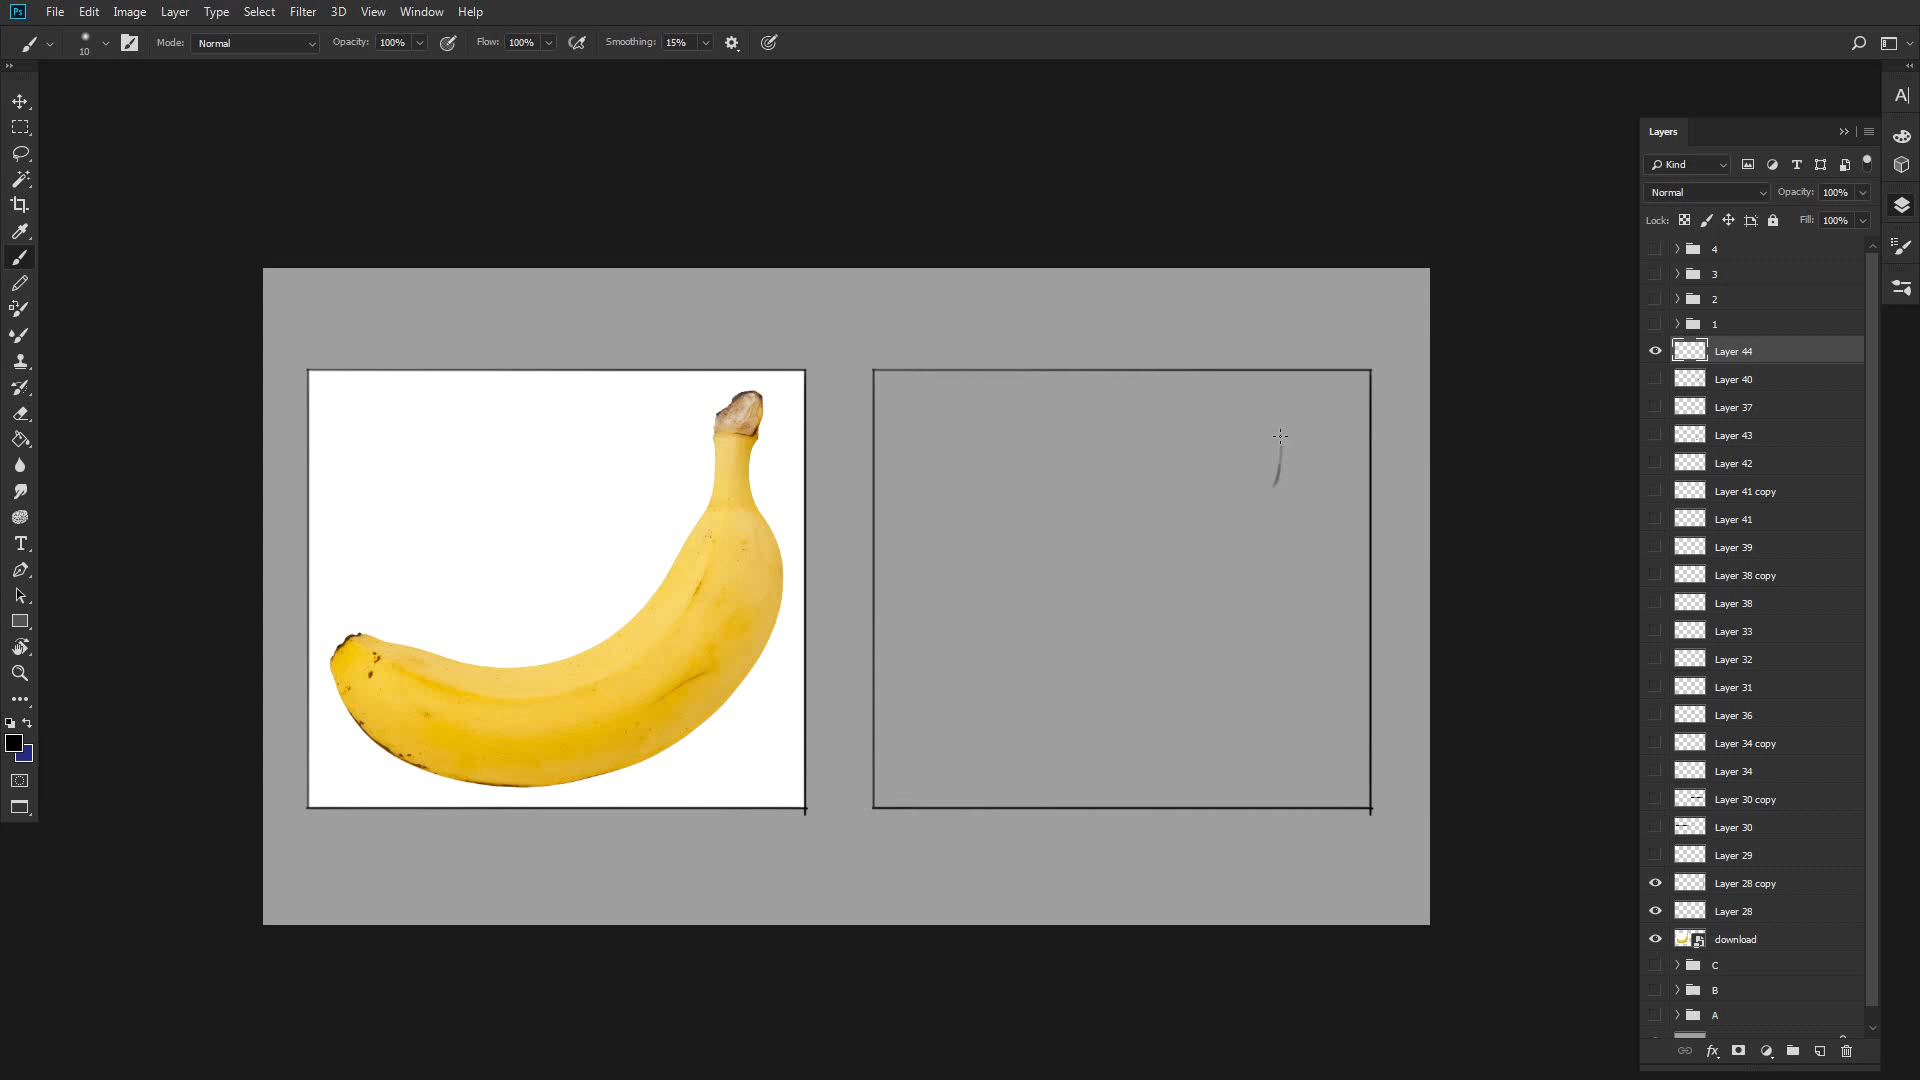 Ps File Edit Image Layer Type Select Filter 3D View Window Help
10 Mode: Normal Opacity: 100% Flow: 100% Smoothing: 15%
Layers
Kind
Normal Opacity: 100%
Lock: Fill: 100%
4
3
2
1
Layer 44
Layer 40
Layer 37
Layer 43
Layer 42
Layer 41 copy
Layer 41
Layer 39
Layer 38 copy
Layer 38
Layer 33
Layer 32
Layer 31
Layer 36
Layer 34 copy
Layer 34
Layer 30 copy
Layer 30
Layer 29
Layer 28 copy
Layer 28
download
C
B
A
fx